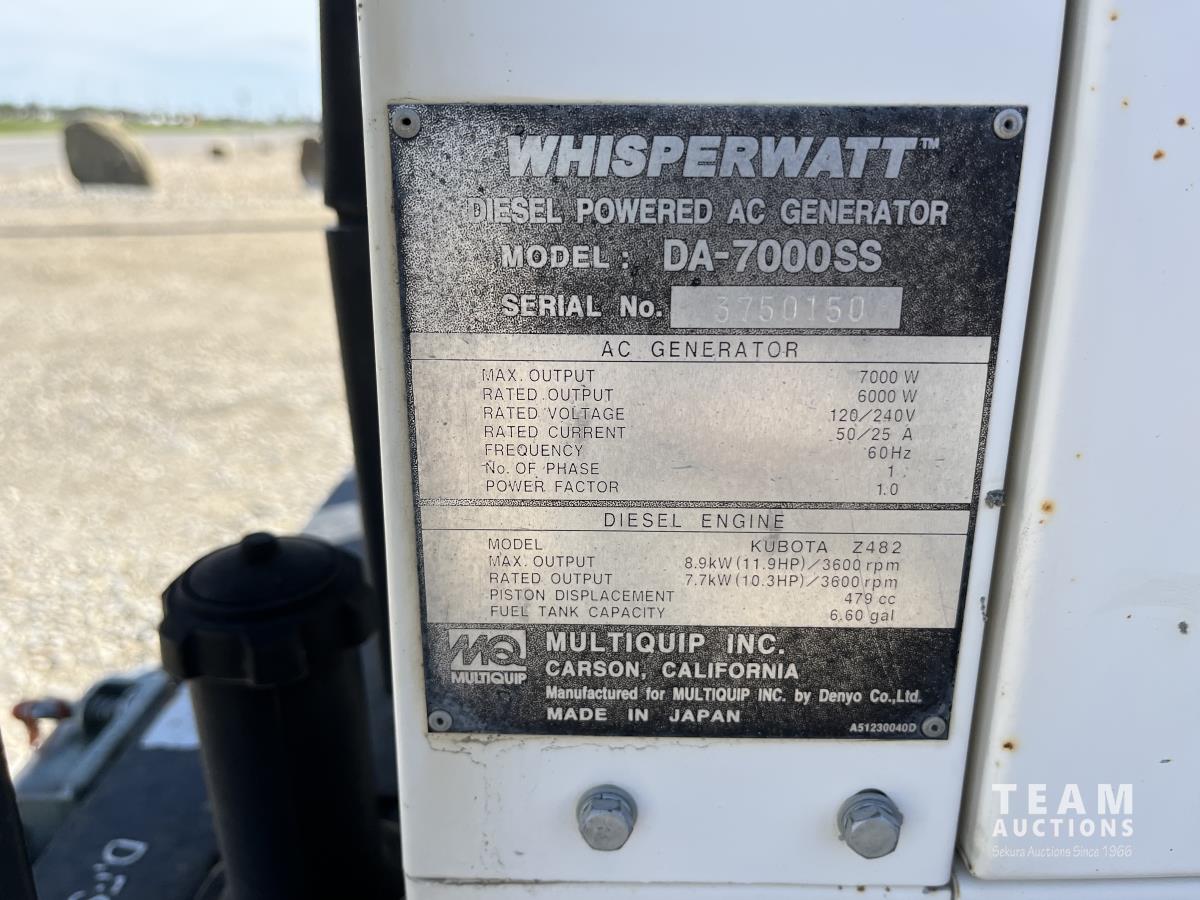 WHISPERWATT™
DIESEL POWERED AC GENERATOR
MODEL: DA-7000SS
SERIAL No. 3750150
AC GENERATOR
MAX. OUTPUT 7000 W
RATED OUTPUT 6000 W
RATED VOLTAGE 120/240V
RATED CURRENT 50/25 A
FREQUENCY 60Hz
No. OF PHASE 1
POWER FACTOR 1.0
DIESEL ENGINE
MODEL KUBOTA Z482
MAX. OUTPUT 8.9kW(11.9HP)/3600rpm
RATED OUTPUT 7.7kW(10.3HP)/3600rpm
PISTON DISPLACEMENT 479 cc
FUEL TANK CAPACITY 6.60 gal
MQ
MULTIQUIP
MULTIQUIP INC.
CARSON, CALIFORNIA
Manufactured for MULTIQUIP INC. by Denyo Co.,Ltd.
MADE IN JAPAN
A51230040D
TEAM
AUCTIONS
Sekura Auctions Since 1966